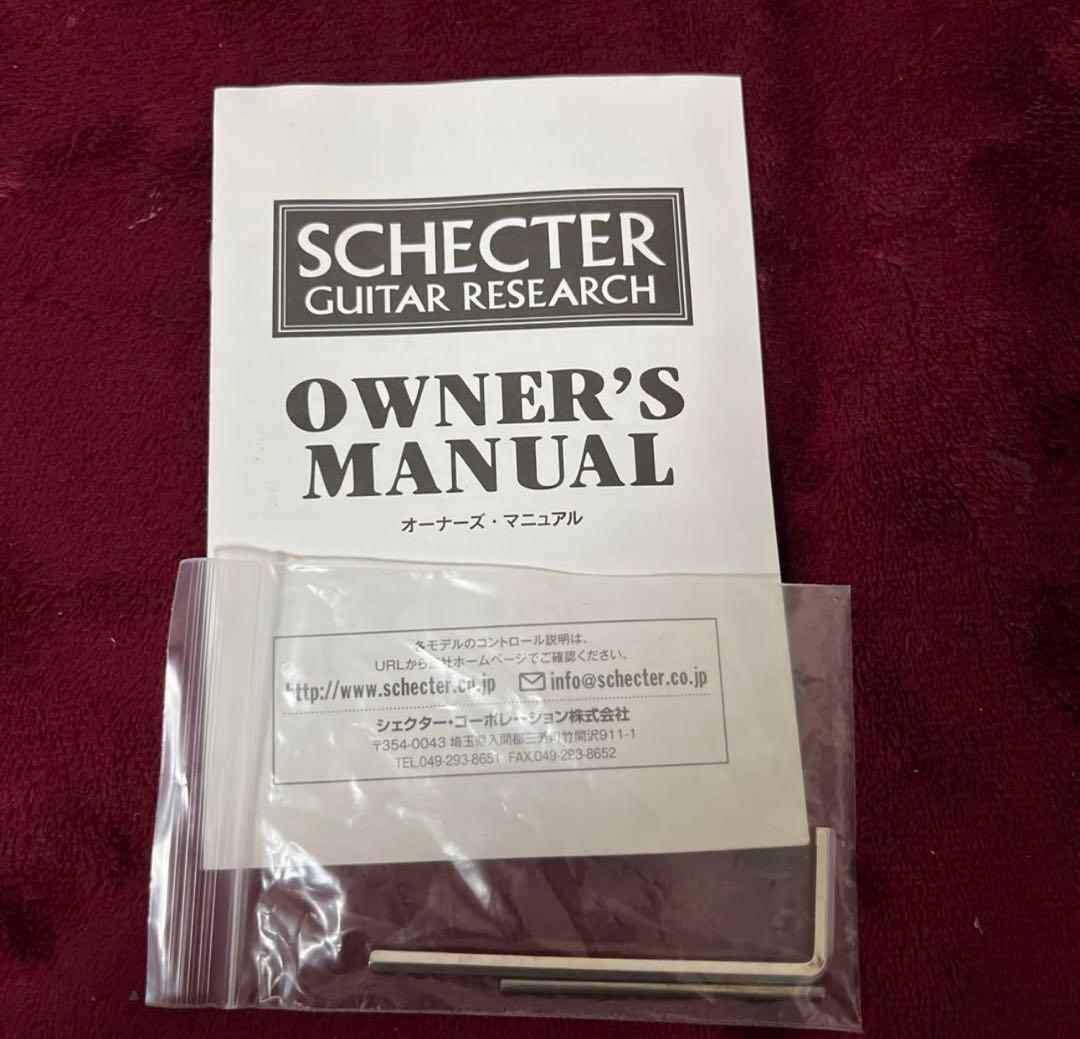 SCHECTER
GUITAR RESEARCH
OWNER'S
MANUAL
オーナーズ・マニュアル
各モデルのコントロール説明は、
URLから弊社ホームページでご確認ください。
http://www.schecter.co.jp info@schecter.co.jp
シェクター・コーポレーション株式会社
〒354-0043 埼玉県入間郡三芳町竹間沢911-1
TEL.049-293-8651 FAX.049-293-8652